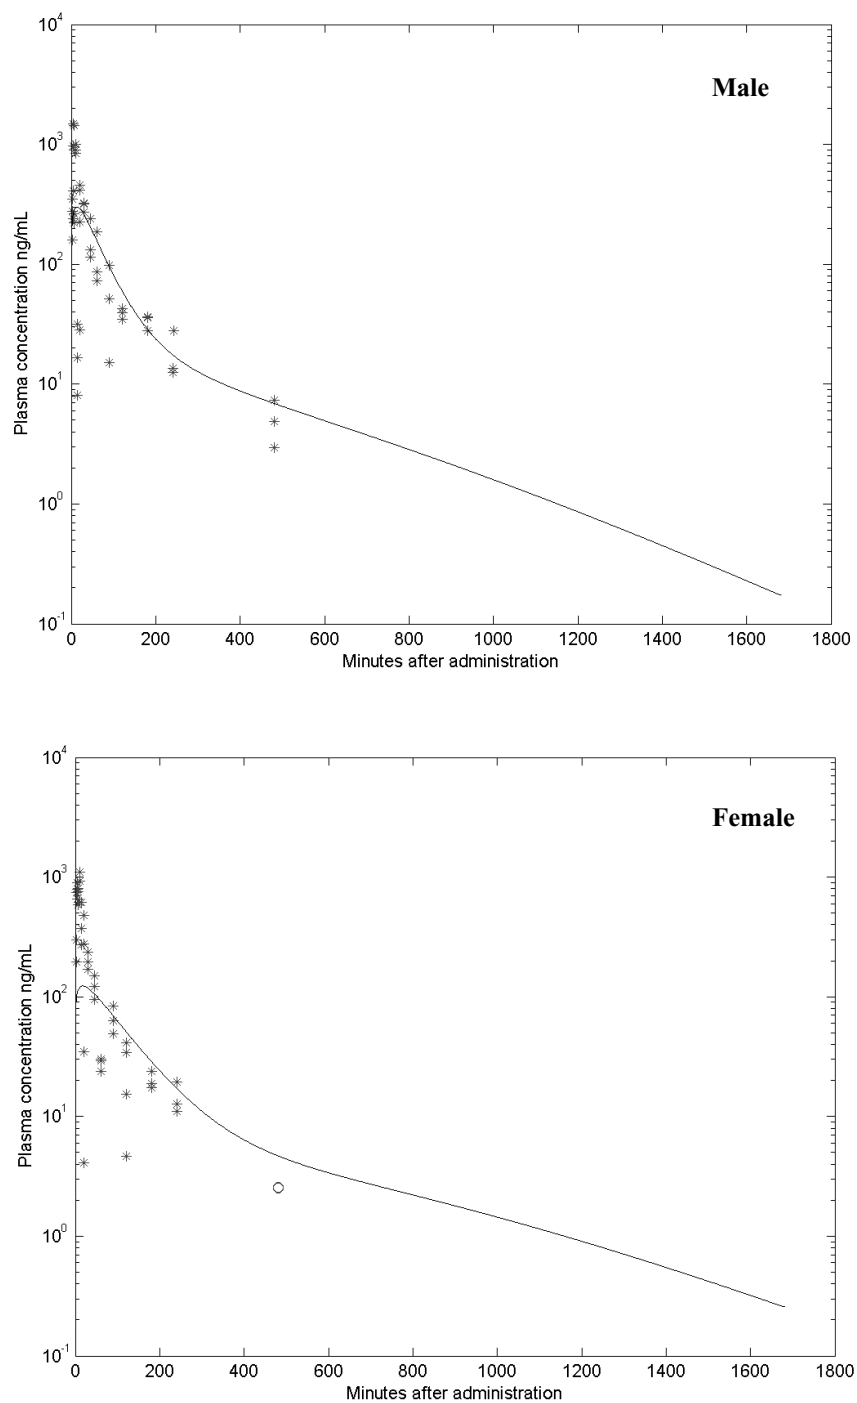 10^4
Male
10^3
10^2
10^1
10^0
10^-1
Plasma concentration ng/mL
0 200 400 600 800 1000 1200 1400 1600 1800
Minutes after administration
10^4
Female
10^3
10^2
10^1
10^0
10^-1
Plasma concentration ng/mL
0 200 400 600 800 1000 1200 1400 1600 1800
Minutes after administration